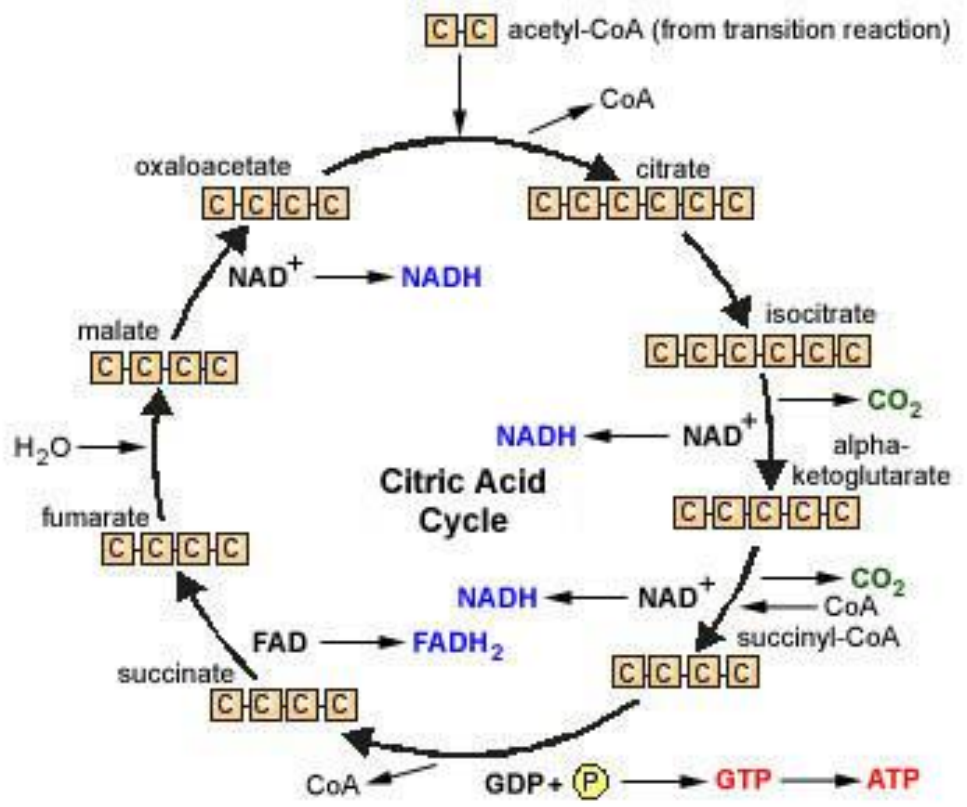 C C acetyl-CoA (from transition reaction)
CoA
oxaloacetate
C C C C
citrate
C C C C C C
NAD+ NADH
isocitrate
C C C C C C
malate
C C C C
CO2
NADH NAD+
alpha-
ketoglutarate
C C C C C
H2O
Citric Acid
Cycle
fumarate
C C C C
CO2
NADH NAD+
CoA
succinyl-CoA
C C C C
FAD FADH2
succinate
C C C C
CoA
GDP + P GTP ATP